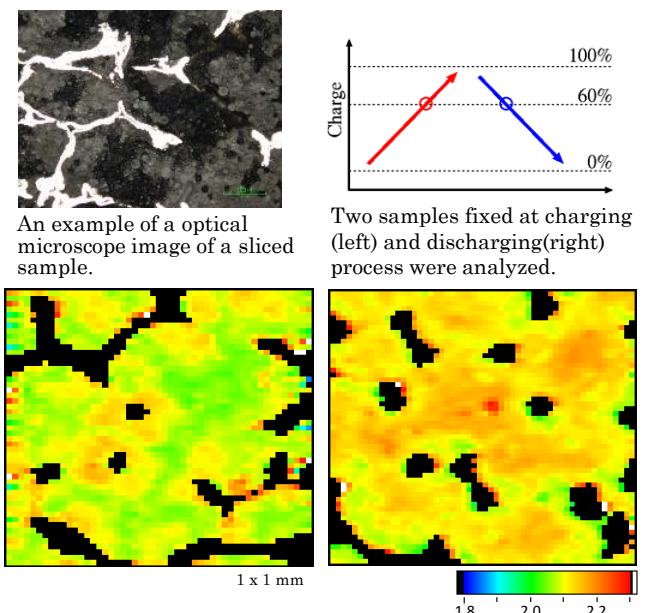 100%
60%
0%
Charge
An example of a optical
microscope image of a sliced
sample.
Two samples fixed at charging
(left) and discharging(right)
process were analyzed.
1 x 1 mm
1.8 2.0 2.2